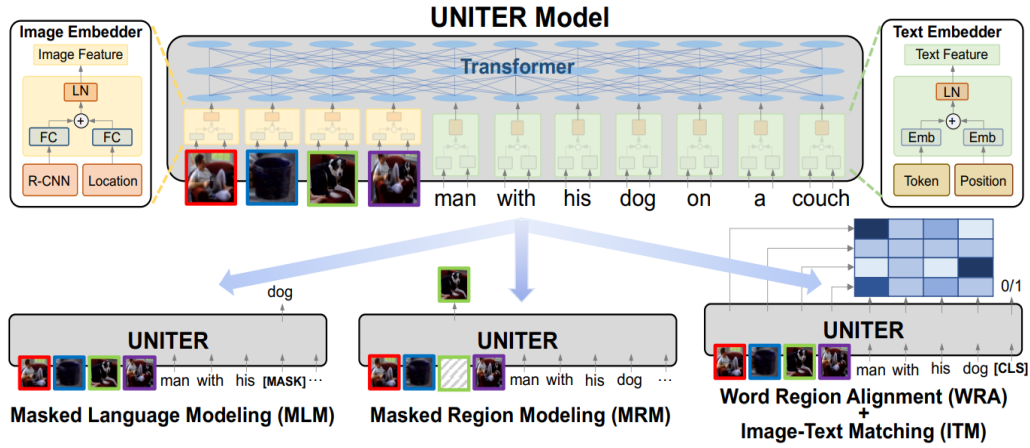 UNITER Model
Image Embedder
Image Feature
LN
+
FC FC
R-CNN Location
Transformer
man with his dog on a couch
Text Embedder
Text Feature
LN
+
Emb Emb
Token Position
dog
UNITER
man with his [MASK] ...
Masked Language Modeling (MLM)
UNITER
man with his dog ...
Masked Region Modeling (MRM)
0/1
UNITER
man with his dog [CLS]
Word Region Alignment (WRA)
+
Image-Text Matching (ITM)